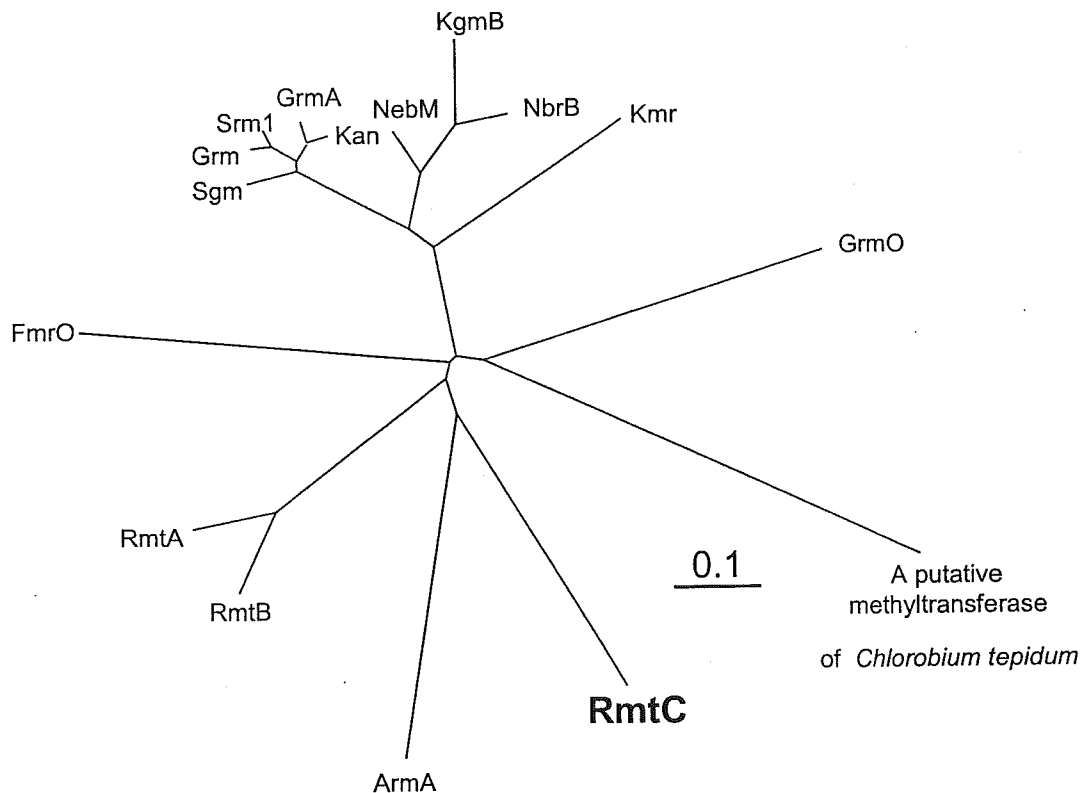 KgmB
GrmA
NebM
NbrB
Kmr
Srm1
Kan
Grm
Sgm
GrmO
FmrO
RmtA
RmtB
0.1
A putative
methyltransferase
of Chlorobium tepidum
RmtC
ArmA